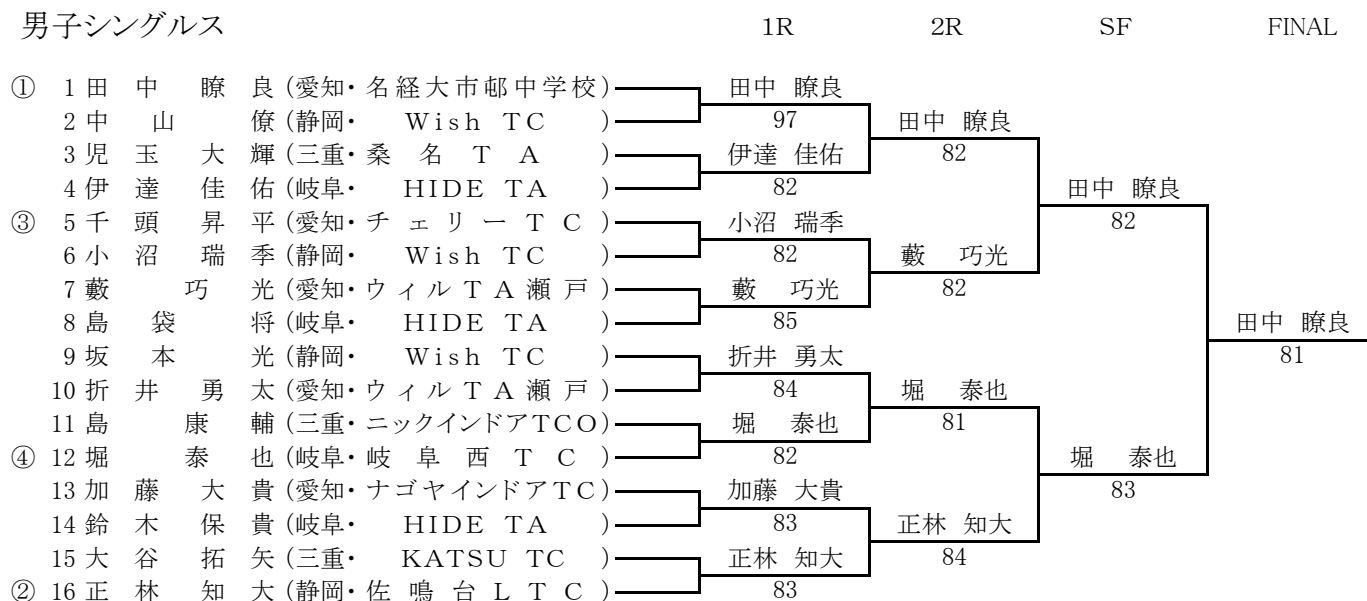 男子シングルス 1R 2R SF FINAL
① 1 田中 瞭良 (愛知・名経大市邨中学校) 田中 瞭良
2 中山 僚 (静岡・Wish TC) 97 田中 瞭良
3 児玉 大輝 (三重・桑名TA) 伊達 佳佑 82
4 伊達 佳佑 (岐阜・HIDE TA) 82 田中 瞭良
③ 5 千頭 昇平 (愛知・チェリーTC) 小沼 瑞季 82
6 小沼 瑞季 (静岡・Wish TC) 82 藪 巧光
7 藪 巧光 (愛知・ウィルTA瀬戸) 藪 巧光 82
8 島袋 将 (岐阜・HIDE TA) 85 田中 瞭良
9 坂本 光 (静岡・Wish TC) 折井 勇太 81
10 折井 勇太 (愛知・ウィルTA瀬戸) 84 堀 泰也
11 島 康輔 (三重・ニックインドアTCO) 堀 泰也 81
④ 12 堀 泰也 (岐阜・岐阜西TC) 82 堀 泰也
13 加藤 大貴 (愛知・ナゴヤインドアTC) 加藤 大貴 83
14 鈴木 保貴 (岐阜・HIDE TA) 83 正林 知大
15 大谷 拓矢 (三重・KATSU TC) 正林 知大 84
② 16 正林 知大 (静岡・佐鳴台LTC) 83